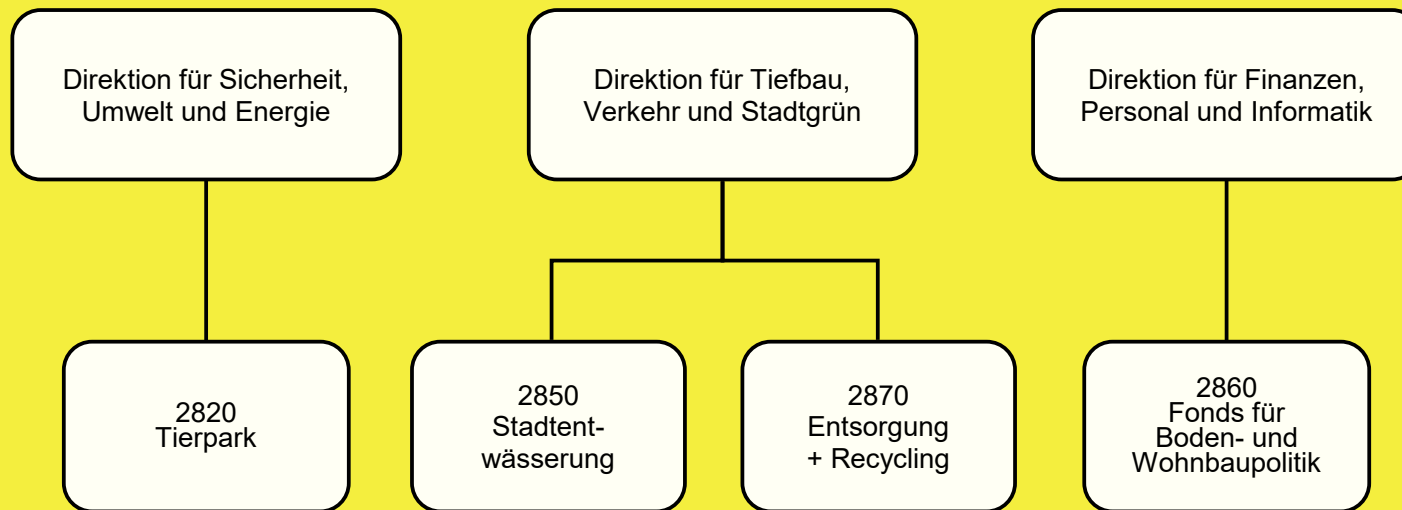 Direktion für Sicherheit,
Umwelt und Energie
Direktion für Tiefbau,
Verkehr und Stadtgrün
Direktion für Finanzen,
Personal und Informatik
2820
Tierpark
2850
Stadtent-
wässerung
2870
Entsorgung
+ Recycling
2860
Fonds für
Boden- und
Wohnbaupolitik